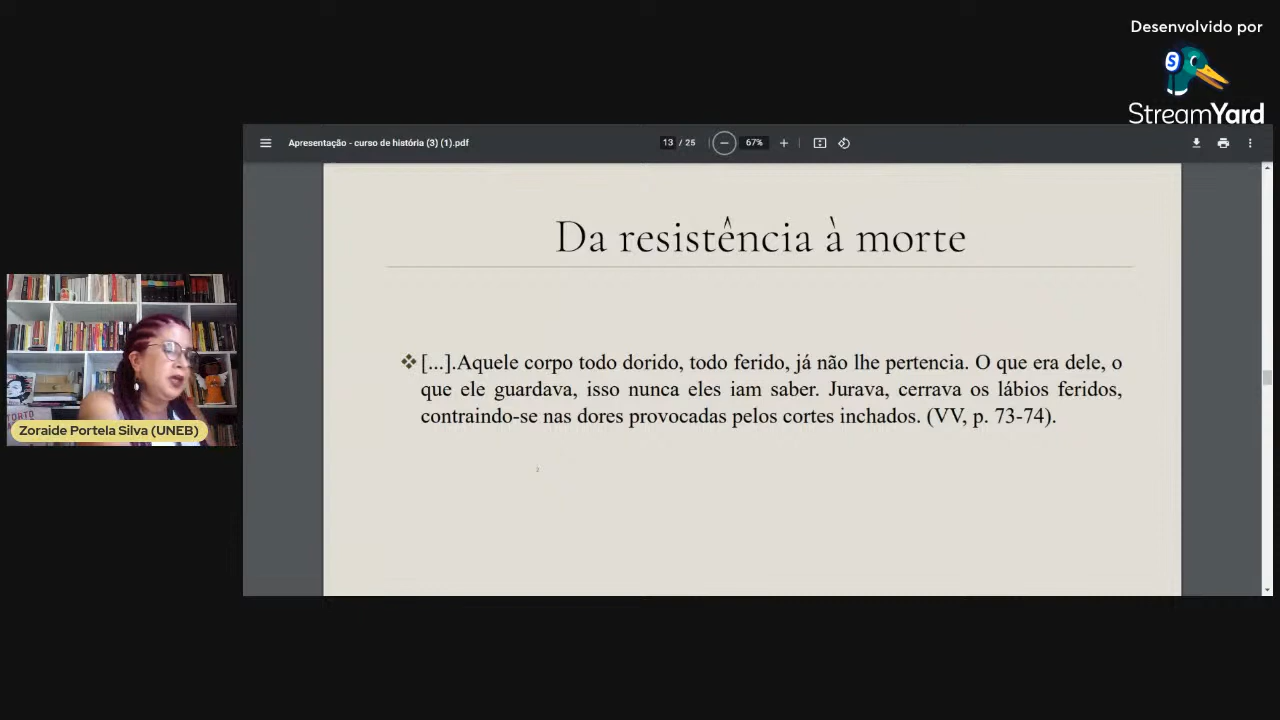 Desenvolvido por
StreamYard
Apresentação - curso de história (3) (1).pdf
13 / 25
67%
Da resistência à morte
[...].Aquele corpo todo dorido, todo ferido, já não lhe pertencia. O que era dele, o
que ele guardava, isso nunca eles iam saber. Jurava, cerrava os lábios feridos,
contraindo-se nas dores provocadas pelos cortes inchados. (VV, p. 73-74).
TORTO
Zoraide Portela Silva (UNEB)